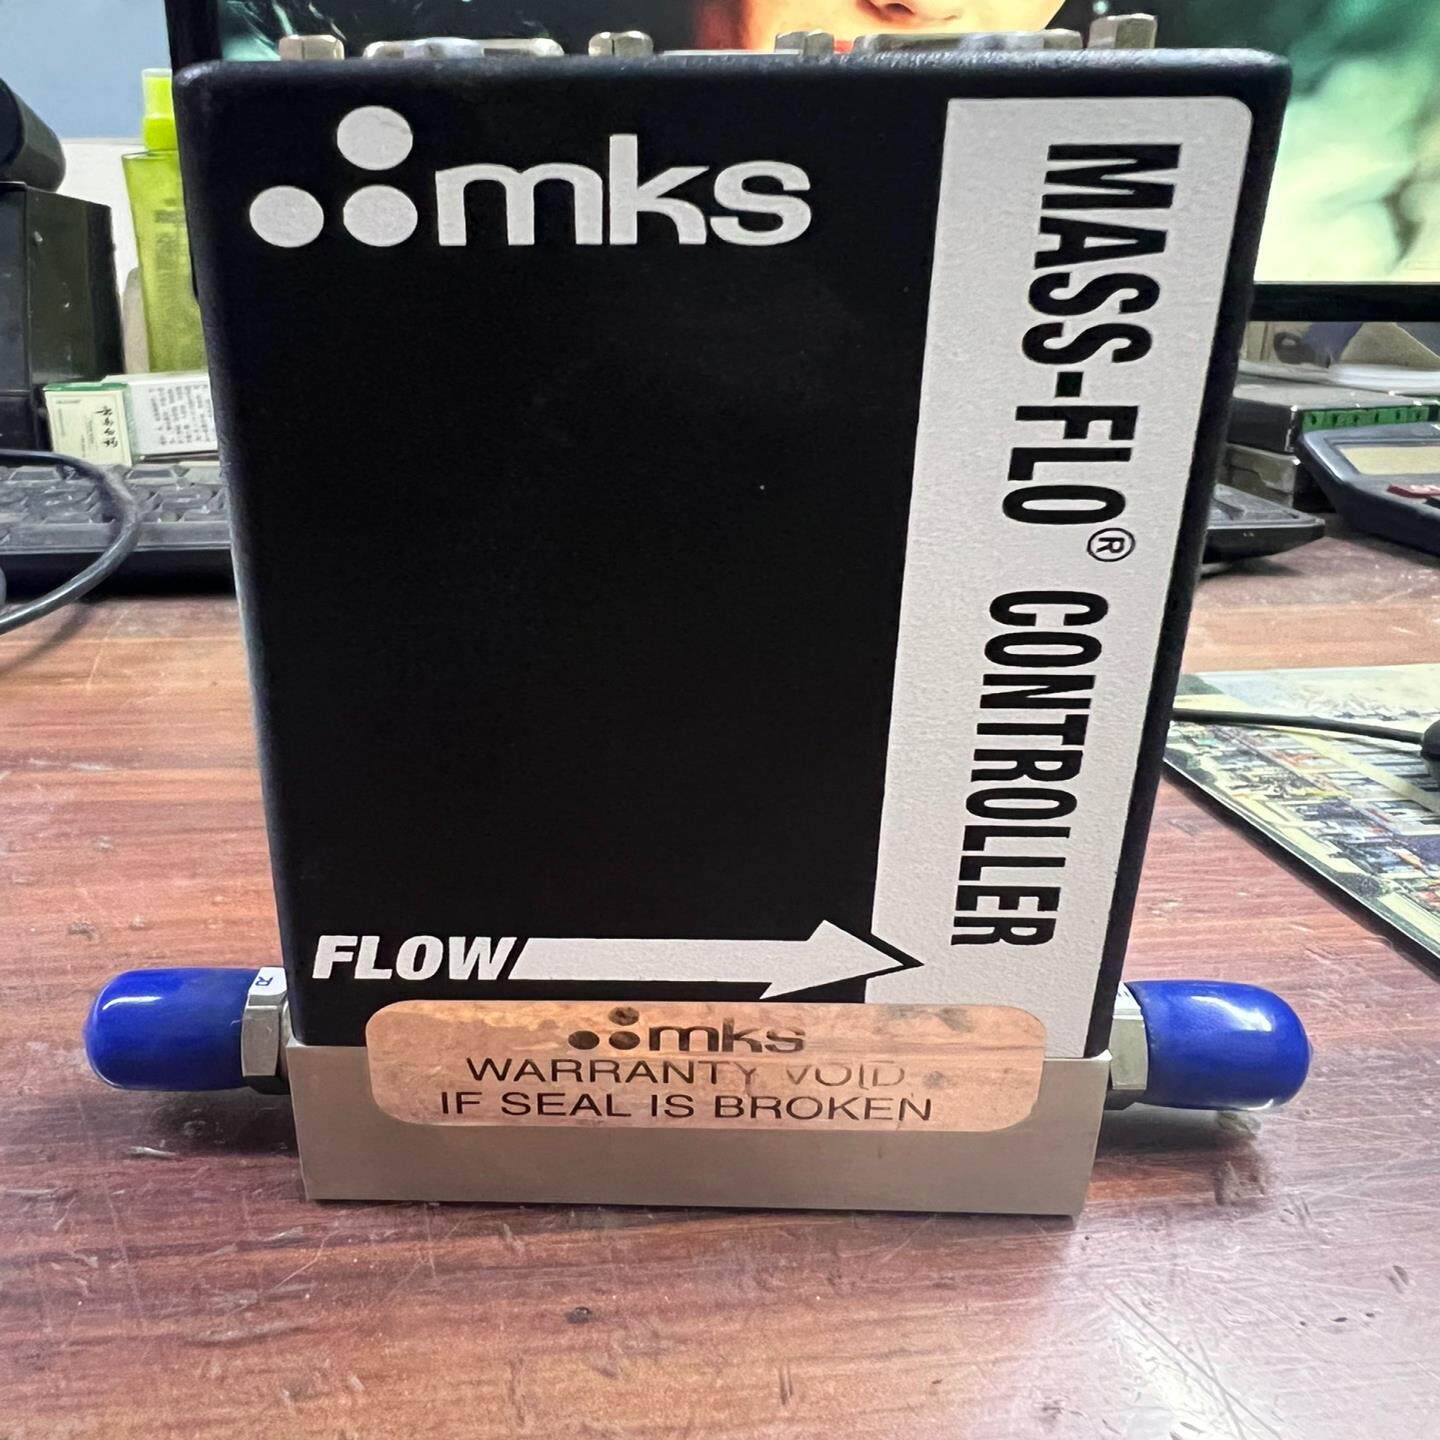 mks
MASS-FLO® CONTROLLER
FLOW
mks
WARRANTY VOID
IF SEAL IS BROKEN